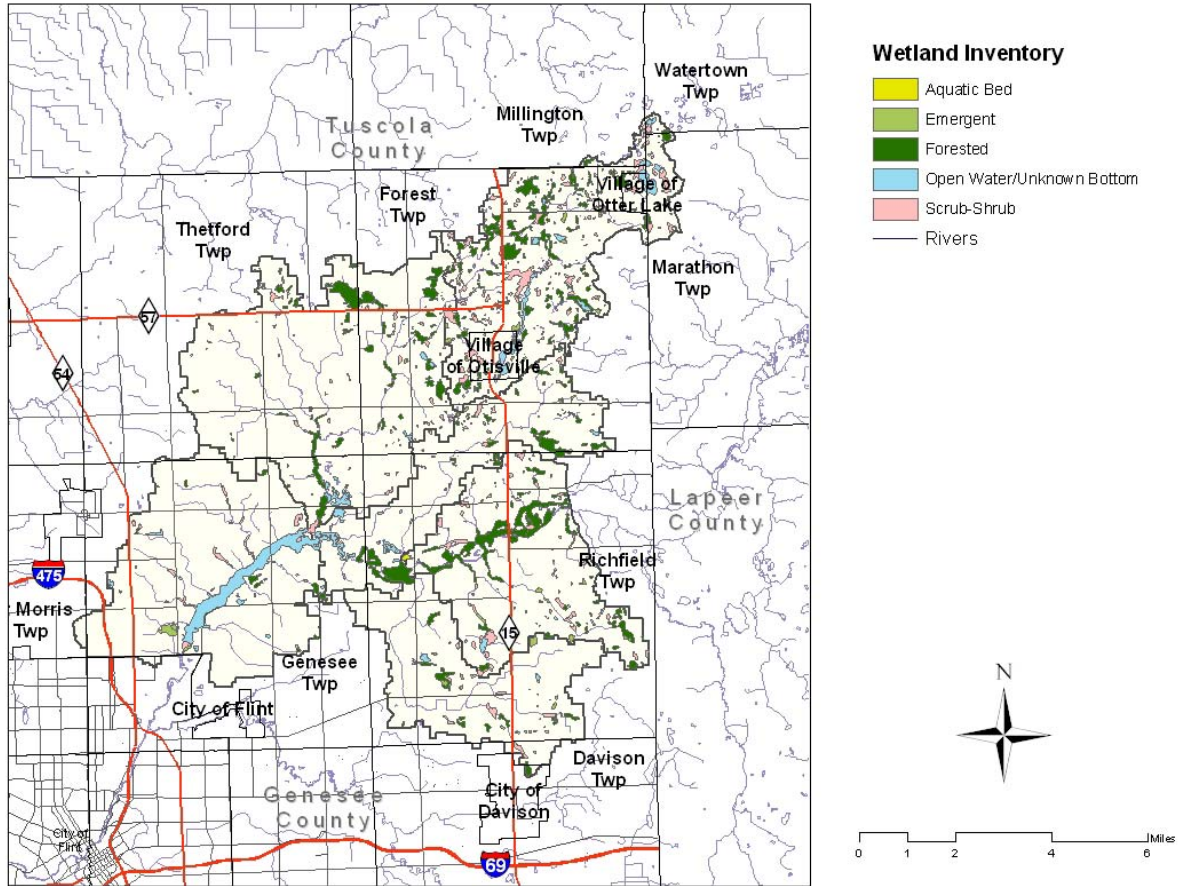 Watertown
Twp
Millington
Twp
Tuscola
County
Forest
Twp
Village of
Otter Lake
Thetford
Twp
Marathon
Twp
57
Village
of Otisville
54
Lapeer
County
475
Richfield
Twp
Morris
Twp
15
Genesee
Twp
City of Flint
Davison
Twp
Genesee
County
City of
Davison
City of
Flint
69
Wetland Inventory
Aquatic Bed
Emergent
Forested
Open Water/Unknown Bottom
Scrub-Shrub
Rivers
N
Miles
0 1 2 4 6